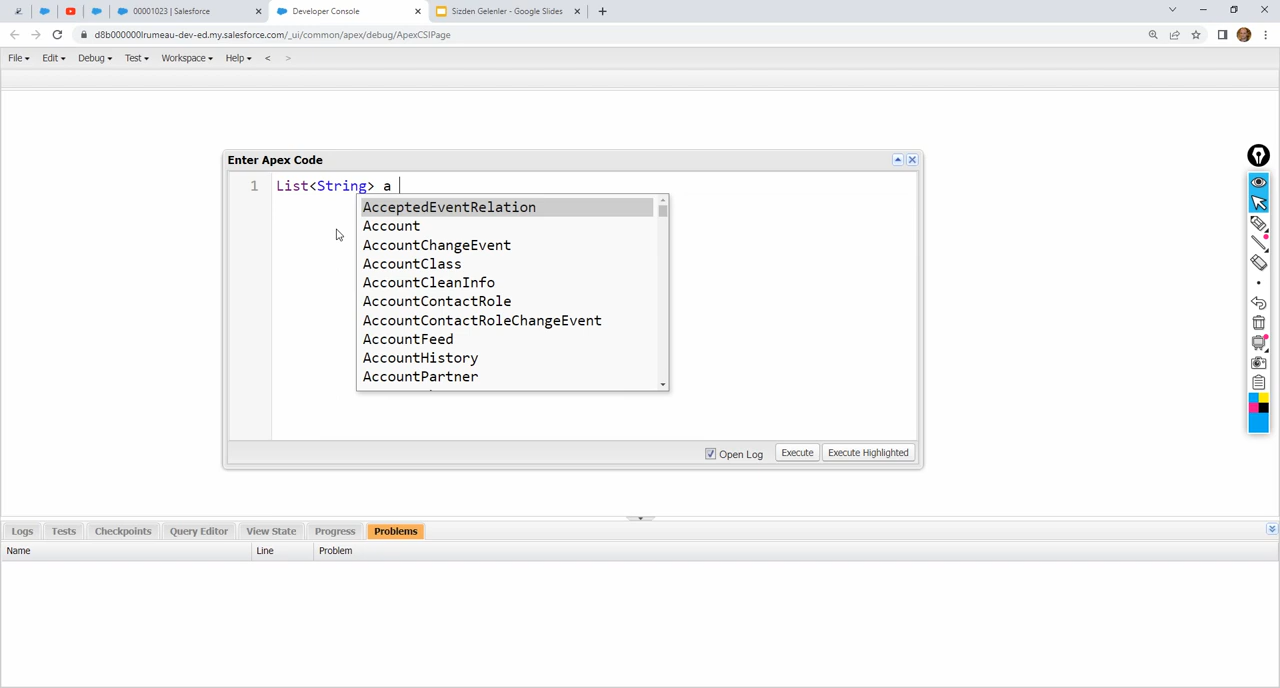 00001023 | Salesforce
Developer Console
Sizden Gelenler - Google Slides
d8b000000lrumeau-dev-ed.my.salesforce.com/_ui/common/apex/debug/ApexCSIPage
File Edit Debug Test Workspace Help < >
Enter Apex Code
1 List<String> a
AcceptedEventRelation
Account
AccountChangeEvent
AccountClass
AccountCleanInfo
AccountContactRole
AccountContactRoleChangeEvent
AccountFeed
AccountHistory
AccountPartner
Open Log Execute Execute Highlighted
Logs Tests Checkpoints Query Editor View State Progress Problems
Name Line Problem